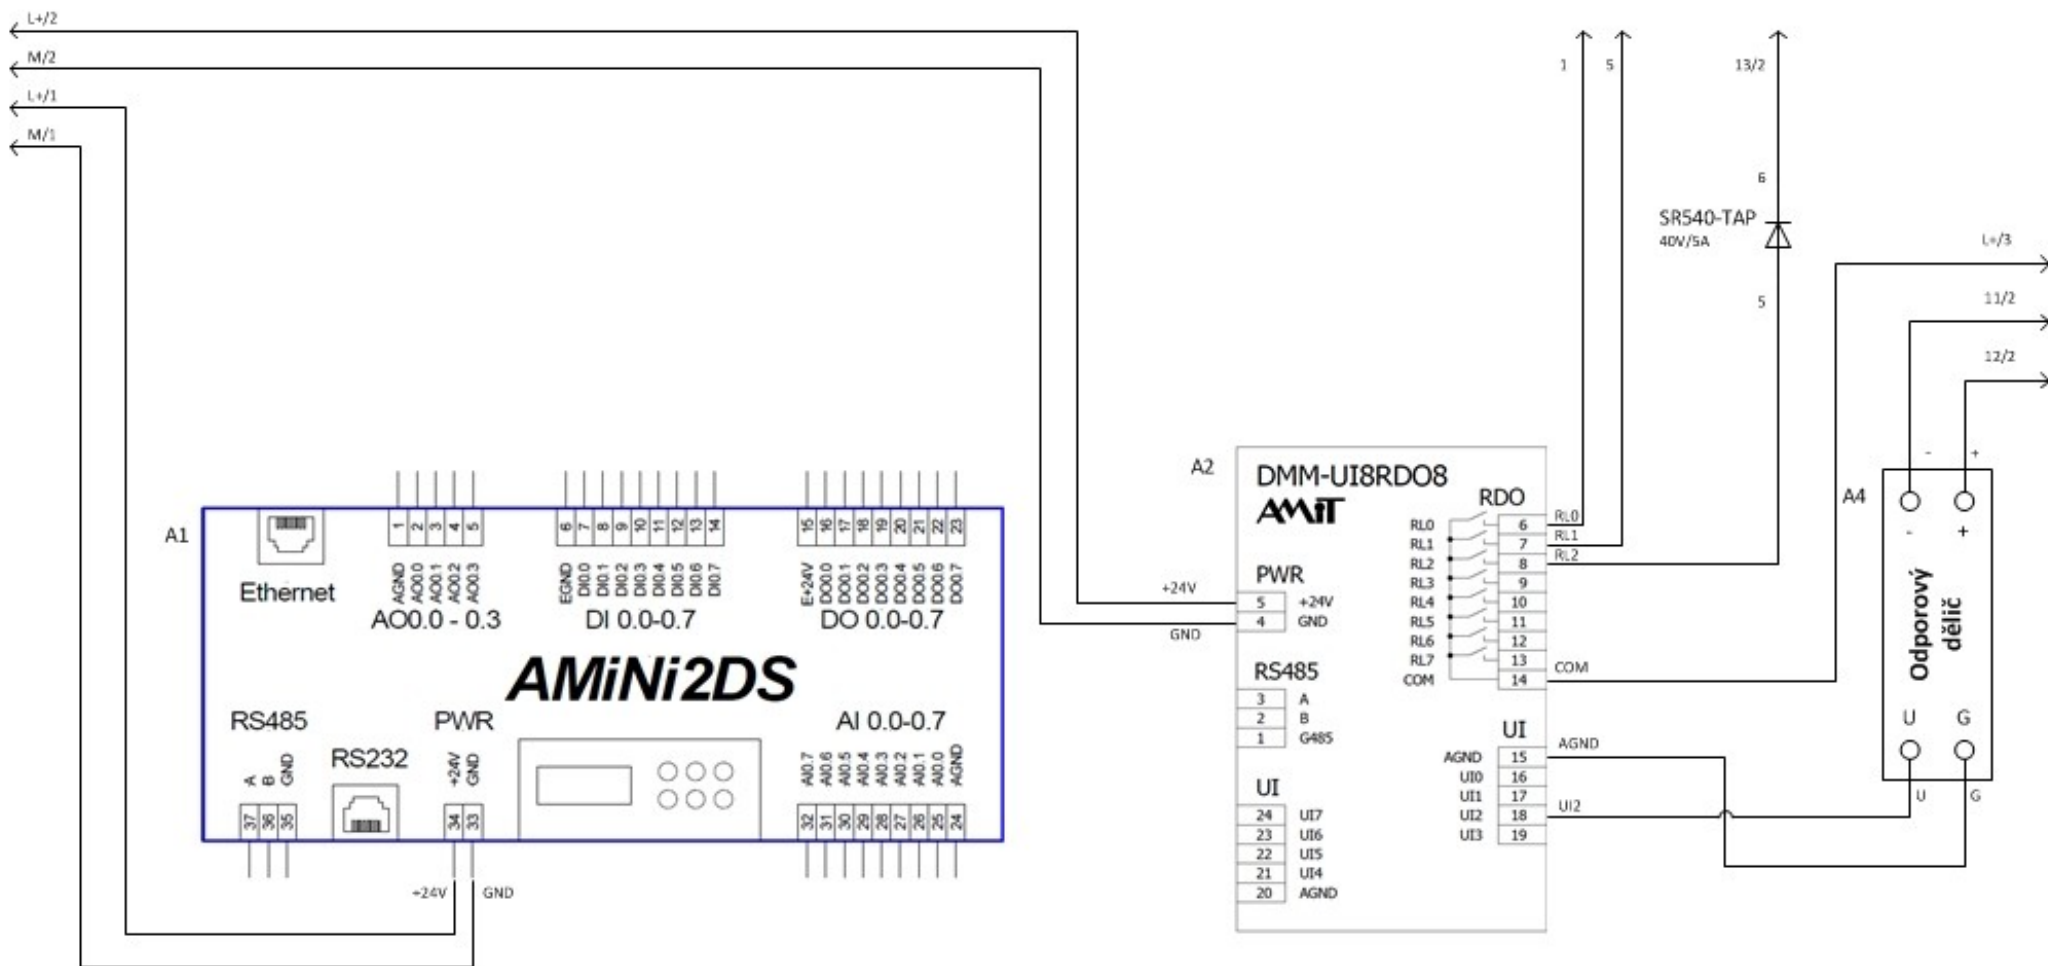 L+/2
M/2
L+/1
M/1
1
5
13/2
6
SR540-TAP
40V/5A
5
L+/3
11/2
12/2
A1
Ethernet
1 2 3 4 5
AGND AO0.0 AO0.1 AO0.2 AO0.3
AO0.0 - 0.3
6 7 8 9 10 11 12 13 14
EGND DI0.0 DI0.1 DI0.2 DI0.3 DI0.4 DI0.5 DI0.6 DI0.7
DI 0.0-0.7
15 16 17 18 19 20 21 22 23
E+24V DO0.0 DO0.1 DO0.2 DO0.3 DO0.4 DO0.5 DO0.6 DO0.7
DO 0.0-0.7
AMiNi2DS
RS485
A B GND
37 36 35
RS232
PWR
+24V GND
34 33
+24V
GND
AI 0.0-0.7
AI0.7 AI0.6 AI0.5 AI0.4 AI0.3 AI0.2 AI0.1 AI0.0 AGND
32 31 30 29 28 27 26 25 24
A2
DMM-UI8RDO8
AMiT
+24V
GND
PWR
5 +24V
4 GND
RS485
3 A
2 B
1 G485
UI
24 UI7
23 UI6
22 UI5
21 UI4
20 AGND
RDO
RL0 6 RL0
RL1 7 RL1
RL2 8 RL2
RL3 9
RL4 10
RL5 11
RL6 12
RL7 13
COM 14 COM
UI
AGND 15 AGND
UI0 16
UI1 17
UI2 18 UI2
UI3 19
A4
- +
- +
Odporový
dělič
U G
U G